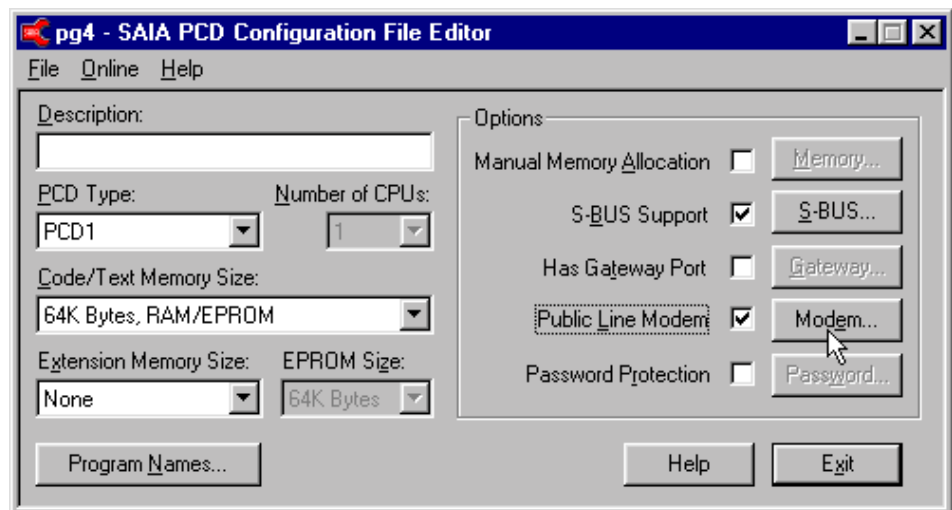 pg4 - SAIA PCD Configuration File Editor
File Online Help
Description:
PCD Type:
Number of CPUs:
PCD1
1
Code/Text Memory Size:
64K Bytes, RAM/EPROM
Extension Memory Size:
EPROM Size:
None
64K Bytes
Program Names...
Options
Manual Memory Allocation
Memory...
S-BUS Support
S-BUS...
Has Gateway Port
Gateway...
Public Line Modem
Modem...
Password Protection
Password...
Help
Exit